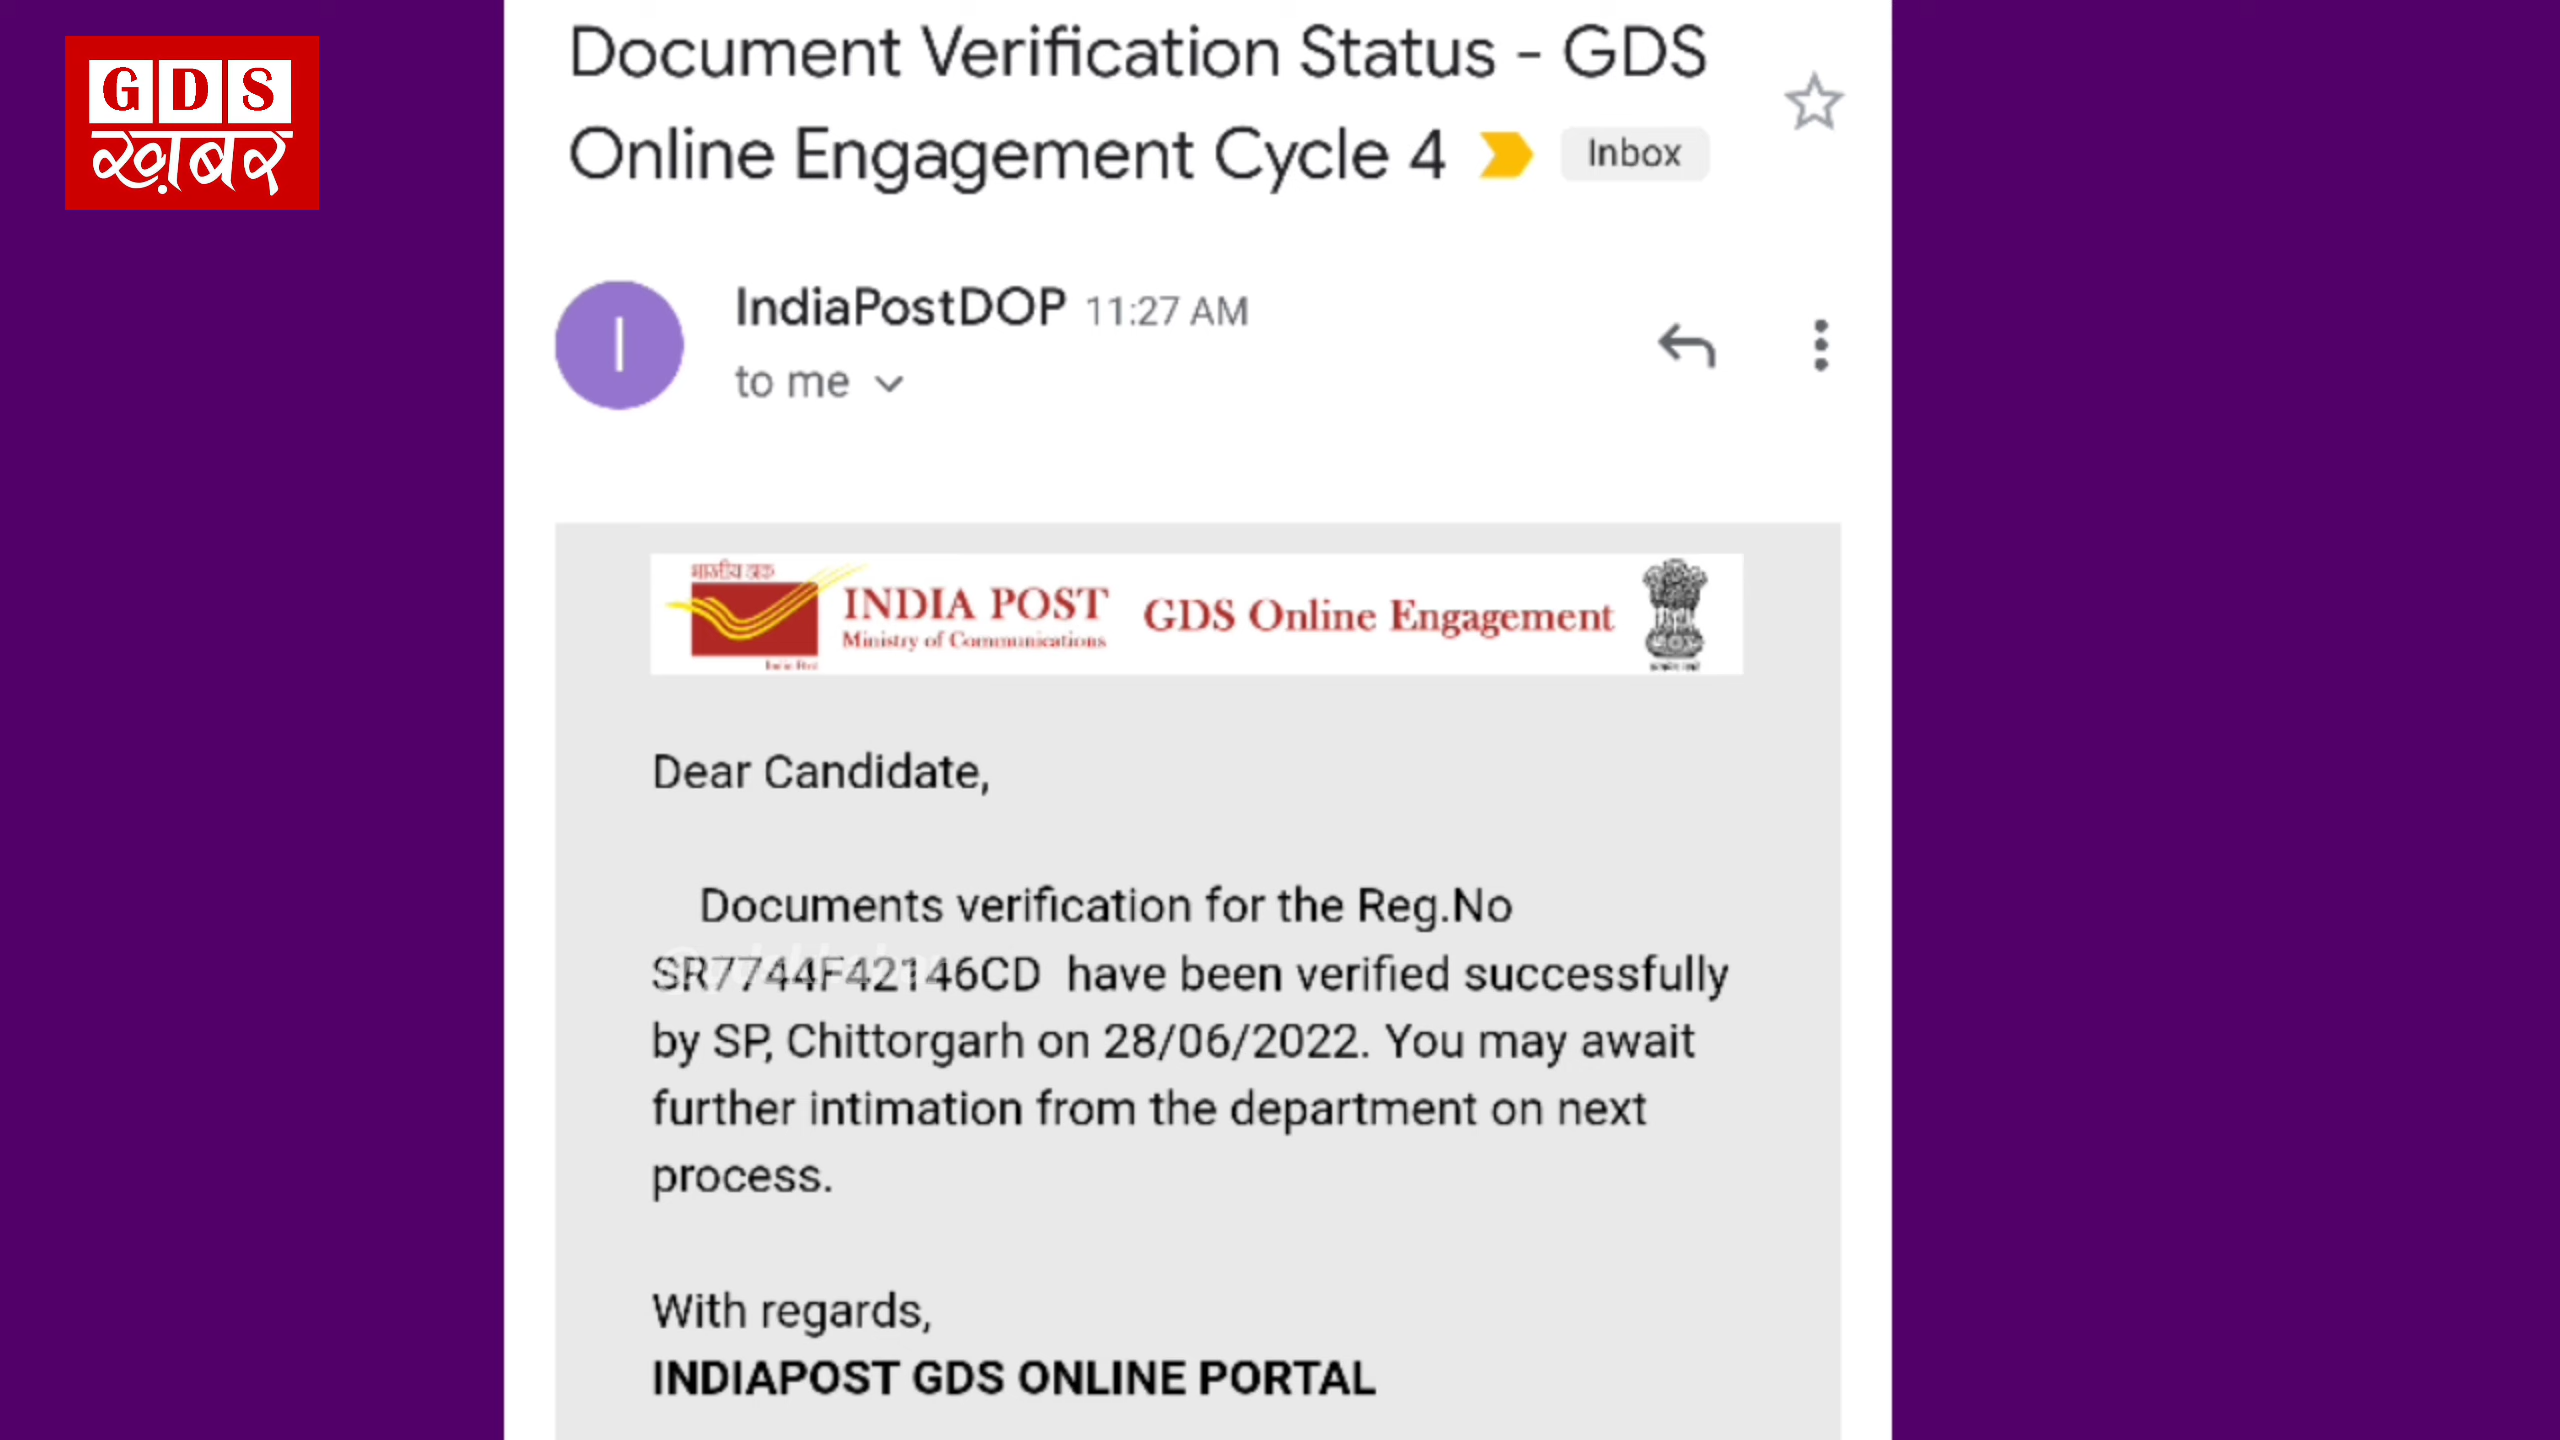 GDS
ख़बर
Document Verification Status - GDS
Online Engagement Cycle 4 Inbox
I
IndiaPostDOP 11:27 AM
to me
भारतीय डाक
INDIA POST GDS Online Engagement
Ministry of Communications
India Post
Dear Candidate,
Documents verification for the Reg.No
SR7744F42146CD have been verified successfully
by SP, Chittorgarh on 28/06/2022. You may await
further intimation from the department on next
process.
With regards,
INDIAPOST GDS ONLINE PORTAL